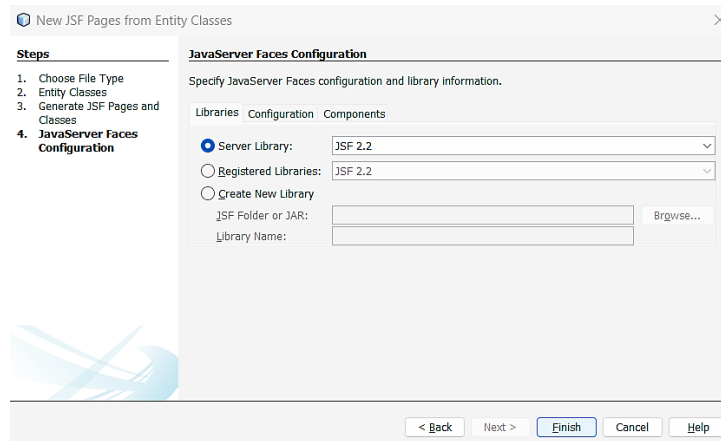 New JSF Pages from Entity Classes
Steps
1. Choose File Type
2. Entity Classes
3. Generate JSF Pages and
Classes
4. JavaServer Faces
Configuration
JavaServer Faces Configuration
Specify JavaServer Faces configuration and library information.
Libraries Configuration Components
Server Library: JSF 2.2
Registered Libraries: JSF 2.2
Create New Library
JSF Folder or JAR: Browse...
Library Name:
< Back Next > Finish Cancel Help